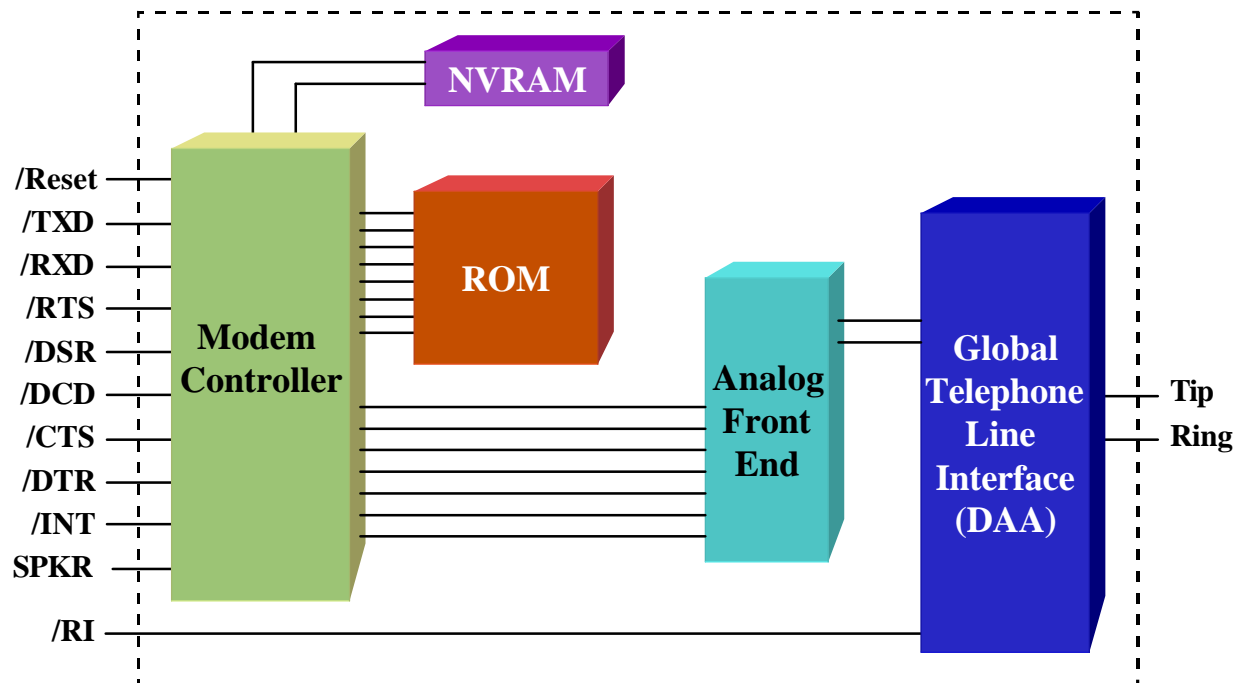 NVRAM
/Reset
/TXD
/RXD
/RTS
/DSR
/DCD
/CTS
/DTR
/INT
SPKR
/RI
Modem
Controller
ROM
Analog
Front
End
Global
Telephone
Line
Interface
(DAA)
Tip
Ring